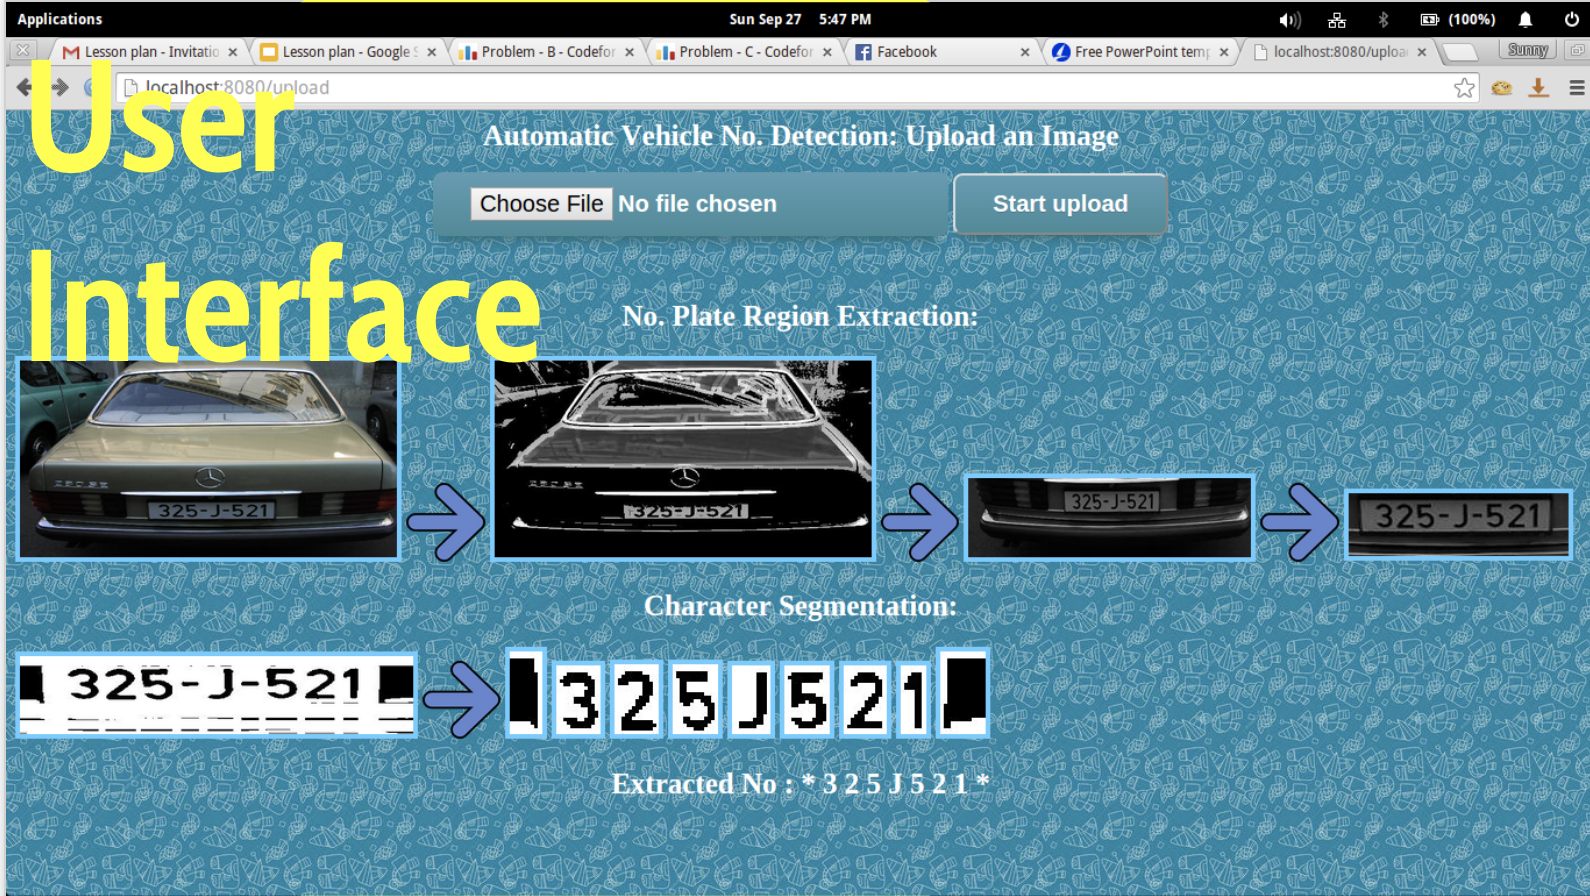 Applications
Sun Sep 27 5:47 PM
(100%)
Lesson plan - Invitatio
Lesson plan - Google S
Problem - B - Codefor
Problem - C - Codefor
Facebook
Free PowerPoint temp
localhost:8080/uploa
Sunny
localhost:8080/upload
User
Interface
Automatic Vehicle No. Detection: Upload an Image
Choose File No file chosen
Start upload
No. Plate Region Extraction:
325-J-521
325-J-521
325-J-521
325-J-521
Character Segmentation:
325-J-521
3 2 5 J 5 2 1
Extracted No : * 3 2 5 J 5 2 1 *